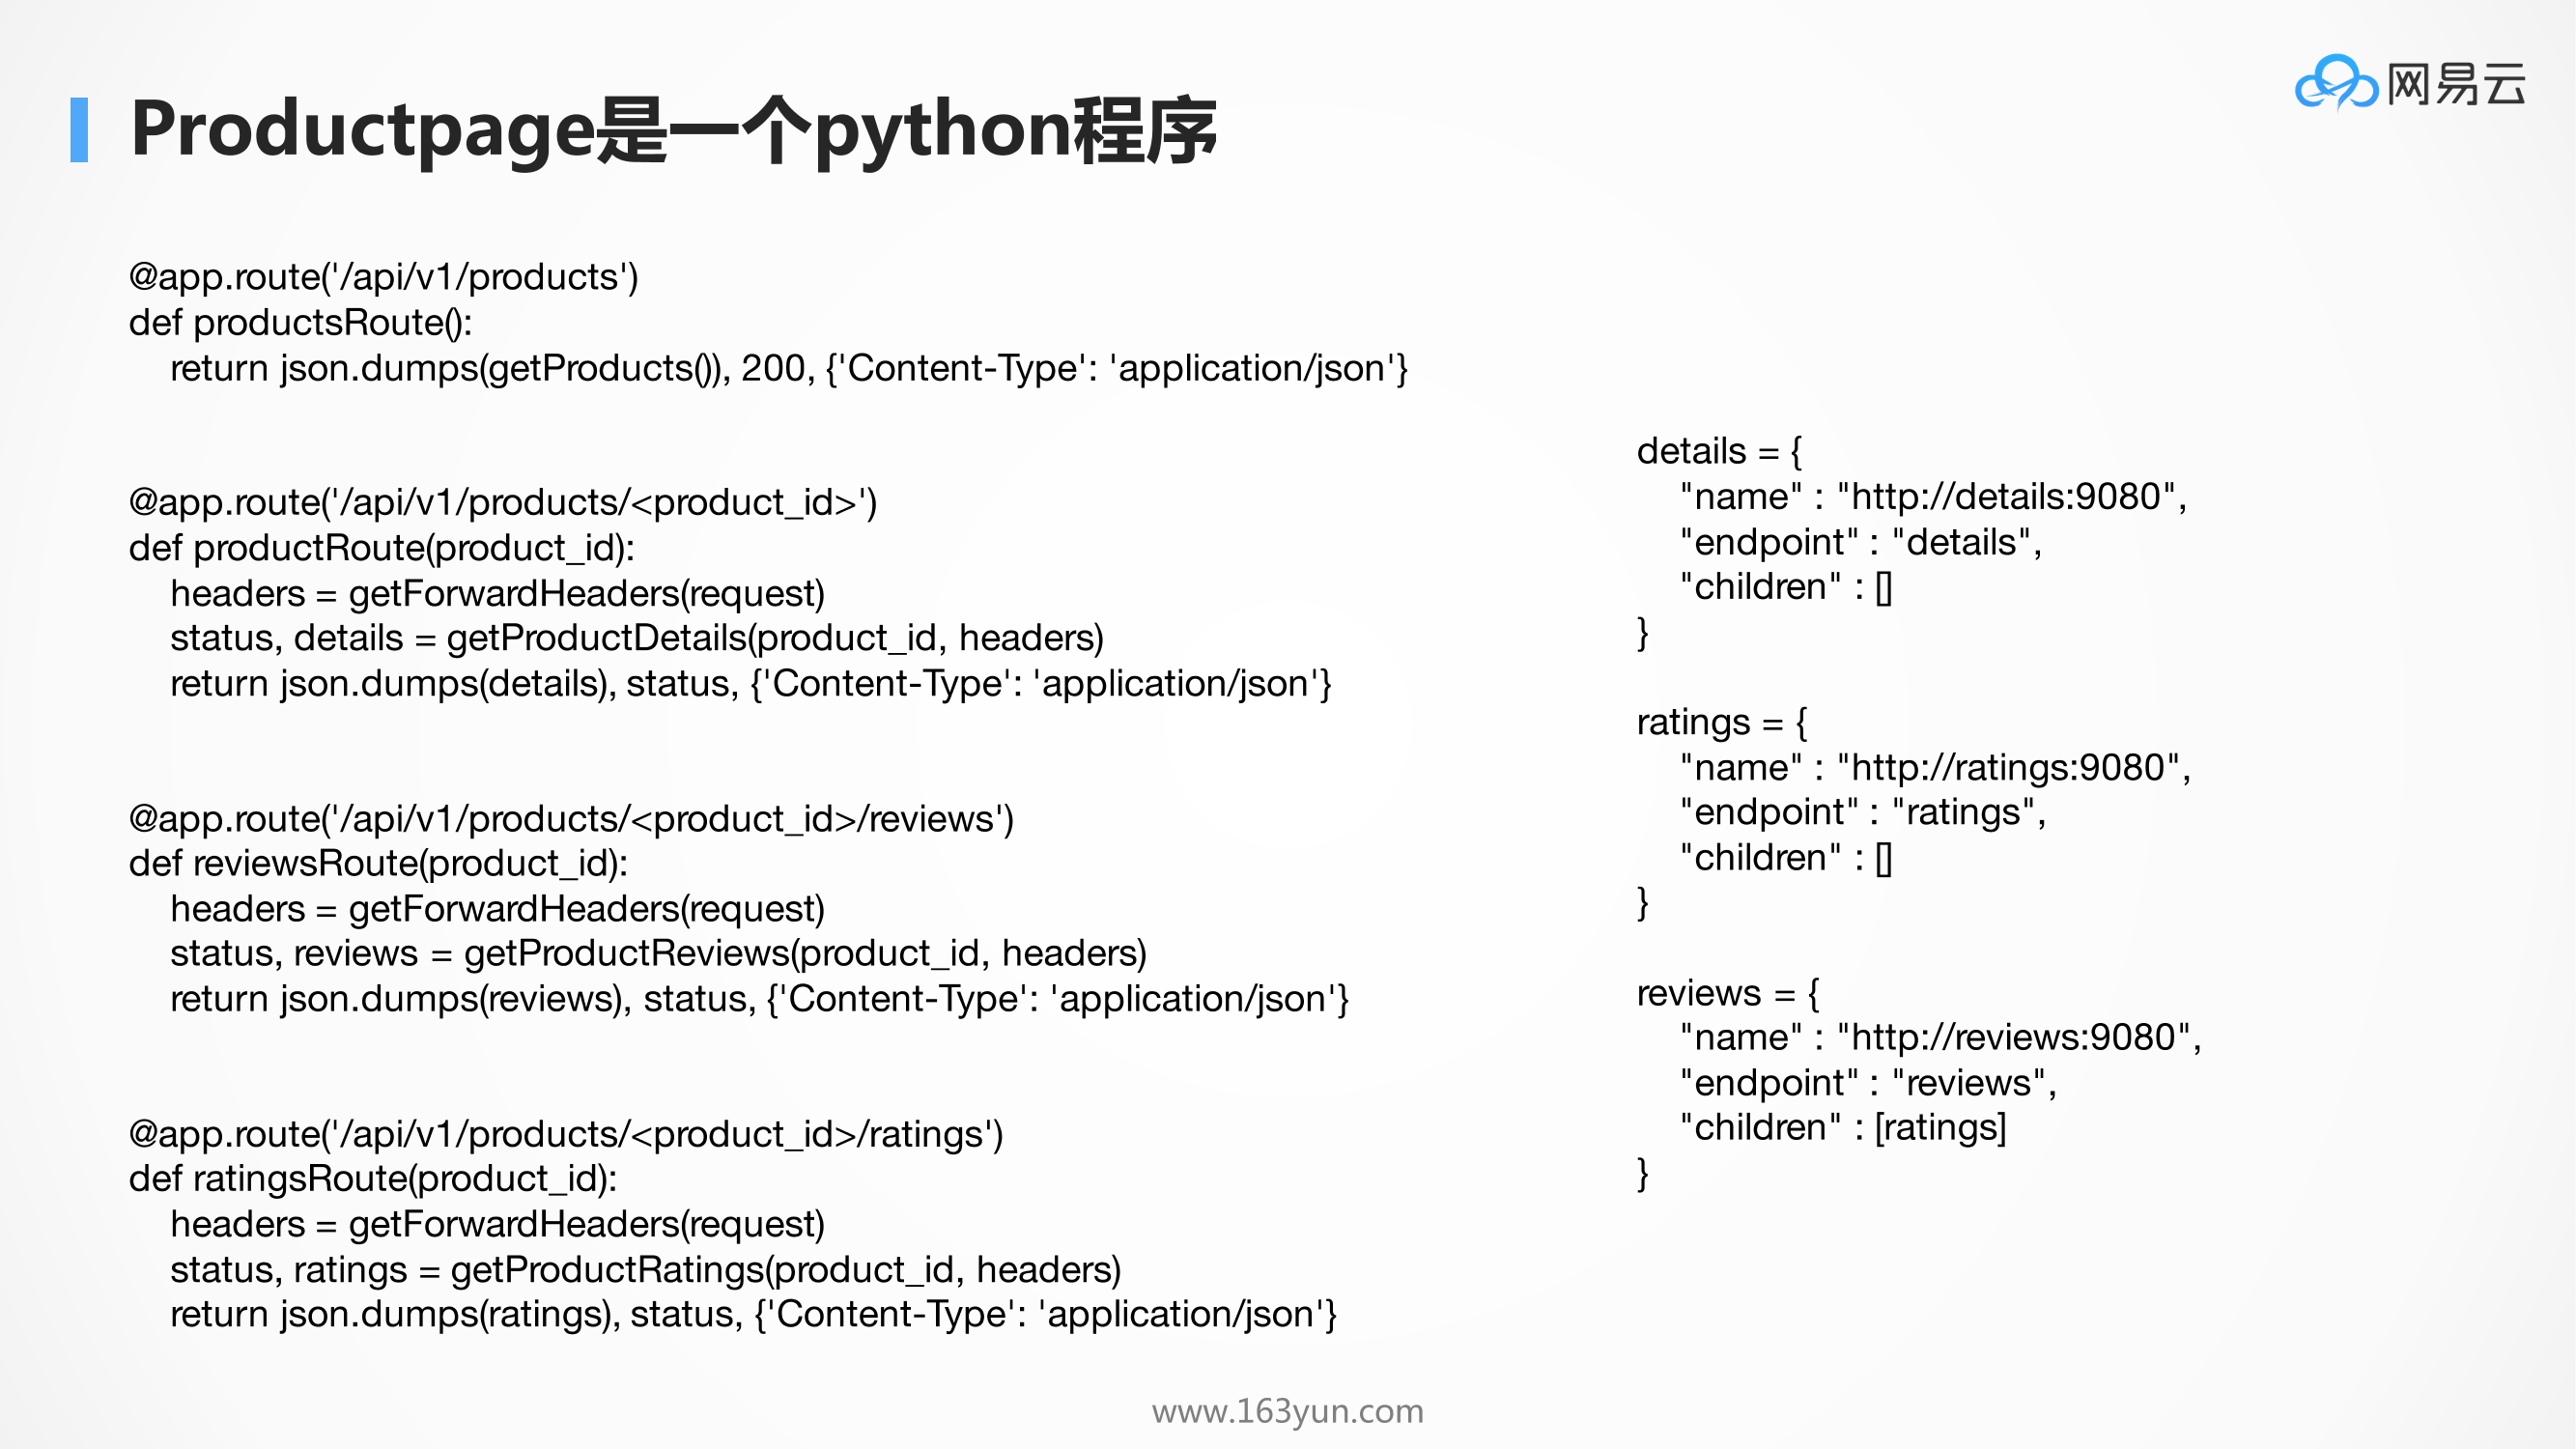 网易云
Productpage是一个python程序
@app.route('/api/v1/products')
def productsRoute():
    return json.dumps(getProducts()), 200, {'Content-Type': 'application/json'}
@app.route('/api/v1/products/<product_id>')
def productRoute(product_id):
    headers = getForwardHeaders(request)
    status, details = getProductDetails(product_id, headers)
    return json.dumps(details), status, {'Content-Type': 'application/json'}
@app.route('/api/v1/products/<product_id>/reviews')
def reviewsRoute(product_id):
    headers = getForwardHeaders(request)
    status, reviews = getProductReviews(product_id, headers)
    return json.dumps(reviews), status, {'Content-Type': 'application/json'}
@app.route('/api/v1/products/<product_id>/ratings')
def ratingsRoute(product_id):
    headers = getForwardHeaders(request)
    status, ratings = getProductRatings(product_id, headers)
    return json.dumps(ratings), status, {'Content-Type': 'application/json'}
details = {
    "name" : "http://details:9080",
    "endpoint" : "details",
    "children" : []
}
ratings = {
    "name" : "http://ratings:9080",
    "endpoint" : "ratings",
    "children" : []
}
reviews = {
    "name" : "http://reviews:9080",
    "endpoint" : "reviews",
    "children" : [ratings]
}
www.163yun.com